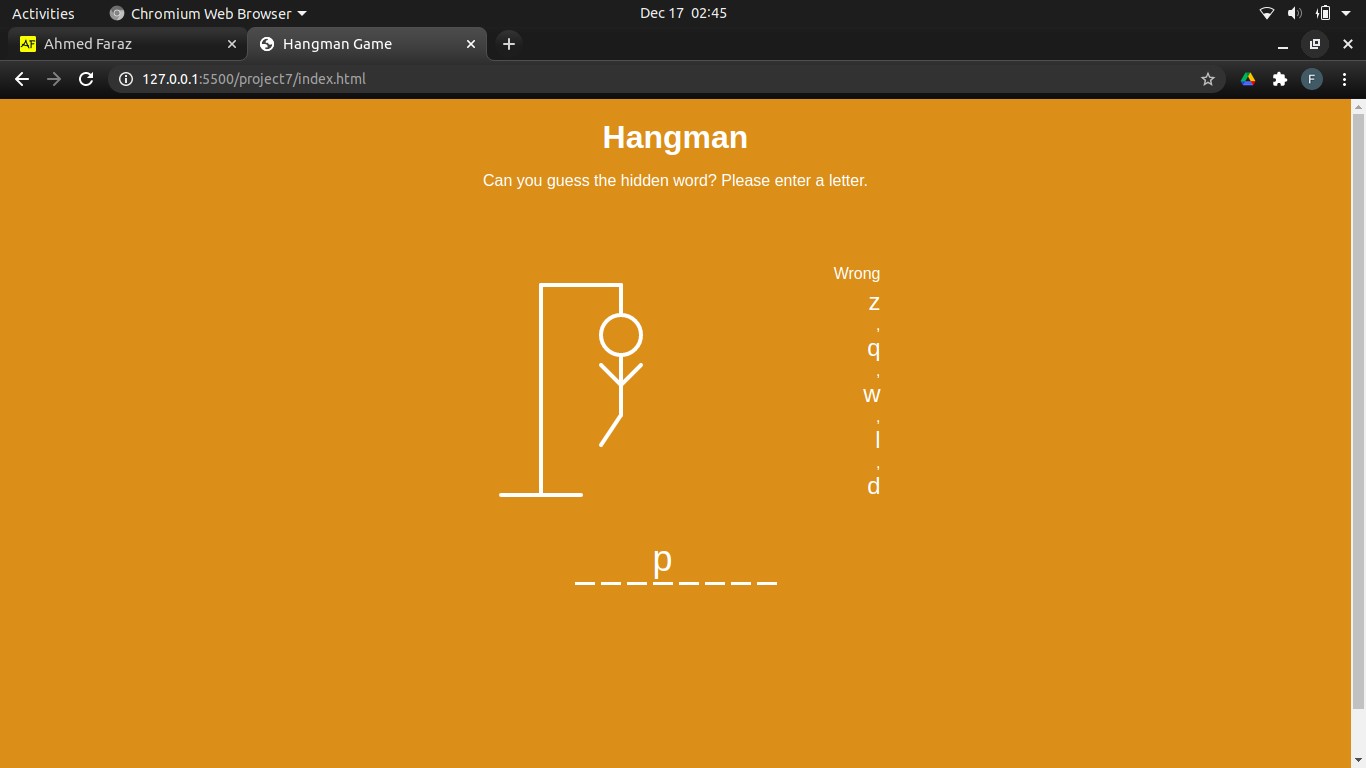 Activities Chromium Web Browser Dec 17 02:45
AF Ahmed Faraz Hangman Game
127.0.0.1:5500/project7/index.html F
Hangman
Can you guess the hidden word? Please enter a letter.
Wrong
z
,
q
,
w
,
l
,
d
p